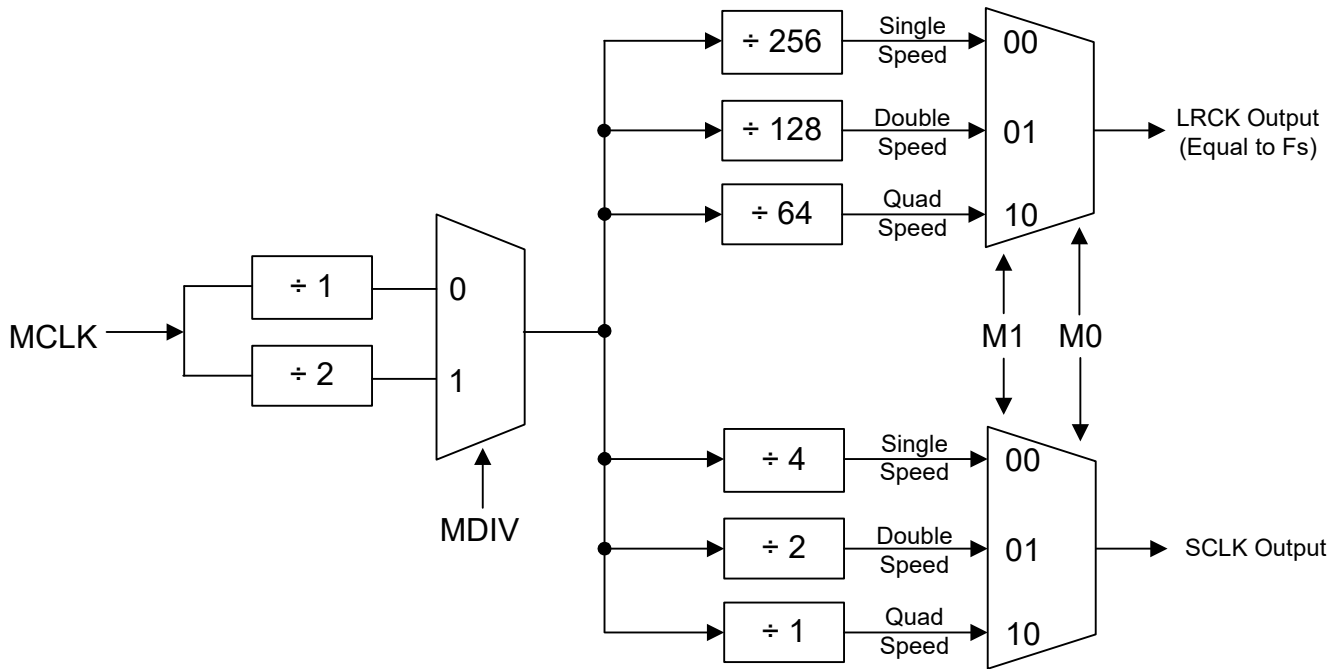 ÷ 256
Single
Speed
00
÷ 128
Double
Speed
01
LRCK Output
(Equal to Fs)
÷ 64
Quad
Speed
10
MCLK
÷ 1
0
÷ 2
1
MDIV
M1
M0
÷ 4
Single
Speed
00
÷ 2
Double
Speed
01
SCLK Output
÷ 1
Quad
Speed
10